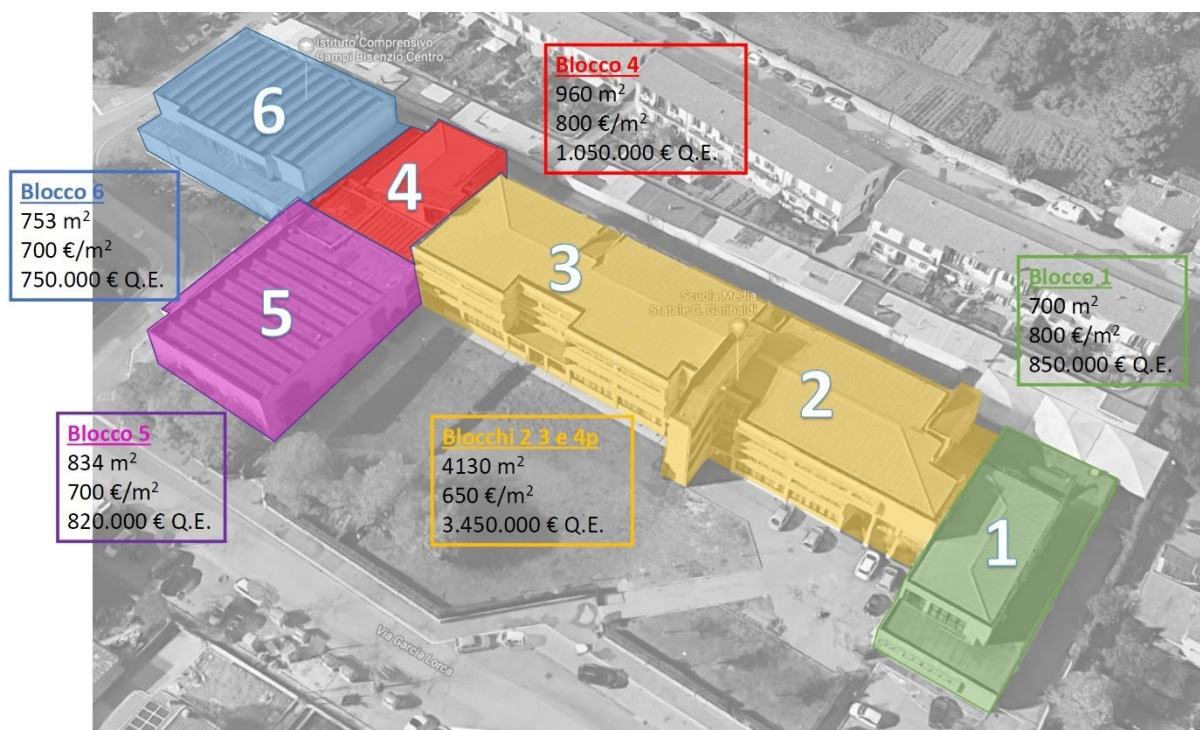 Istituto Comprensivo
Campi Bisenzio Centro...
Blocco 4
960 m²
800 €/m²
1.050.000 € Q.E.
6
4
Blocco 6
753 m²
700 €/m²
750.000 € Q.E.
3
5
Scuola Media
Statale G. Garibaldi
Blocco 1
700 m²
800 €/m²
850.000 € Q.E.
2
Blocco 5
834 m²
700 €/m²
820.000 € Q.E.
Blocchi 2 3 e 4p
4130 m²
650 €/m²
3.450.000 € Q.E.
1
Via Garcia Lorca